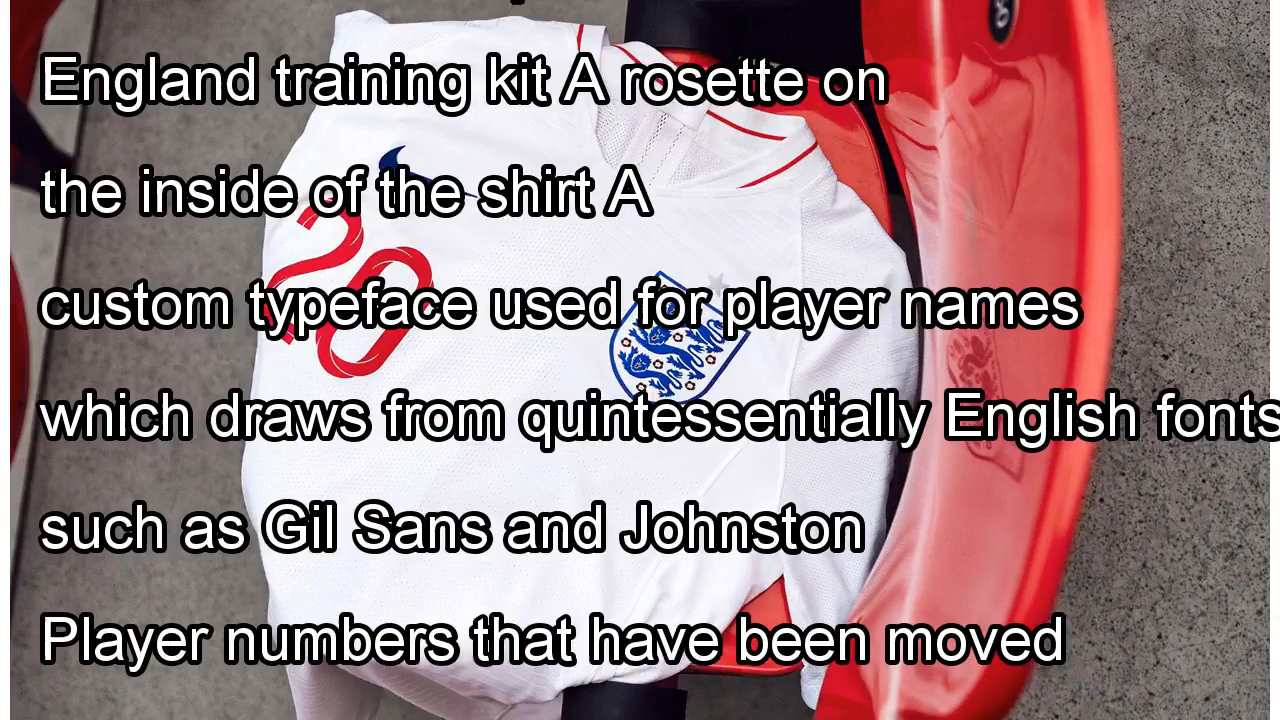 England training kit A rosette on
the inside of the shirt A
custom typeface used for player names
which draws from quintessentially English fonts
such as Gil Sans and Johnston
Player numbers that have been moved
20